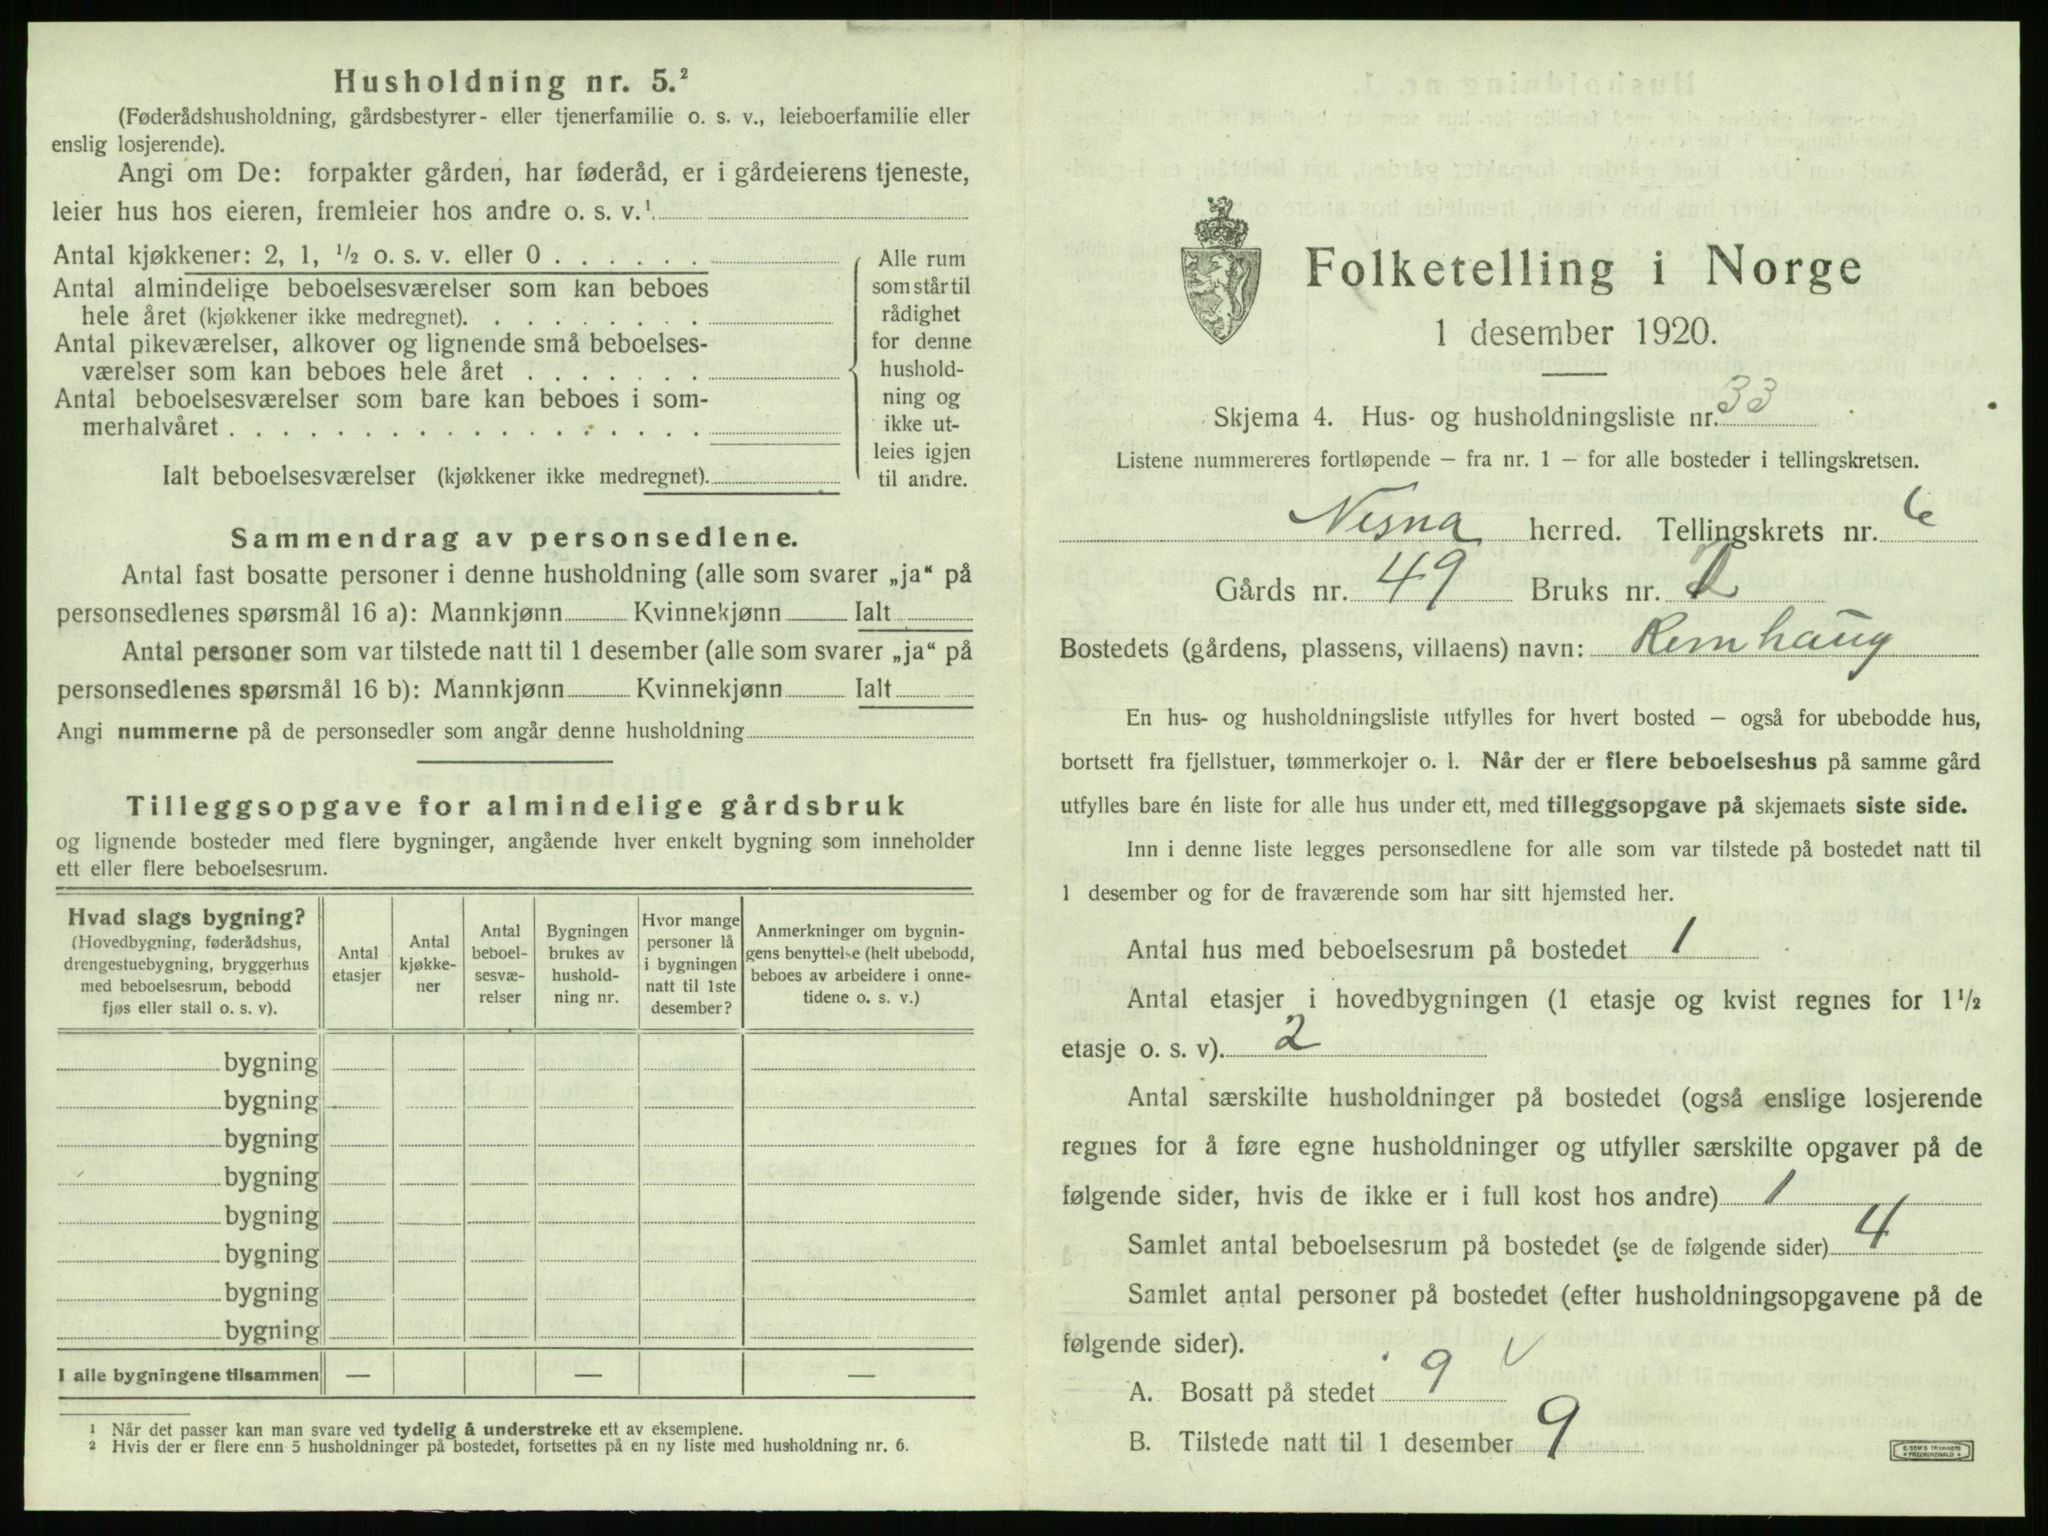 Husholdning nr. 5.²
(Føderådshusholdning, gårdsbestyrer- eller tjenerfamilie o. s. v., leieboerfamilie eller
enslig losjerende).
Angi om De: forpakter gården, har føderåd, er i gårdeierens tjeneste,
leier hus hos eieren, fremleier hos andre o. s. v.¹
Antal kjøkkener: 2, 1, ½ o. s. v. eller 0 . . . . . .
Antal almindelige beboelsesværelser som kan beboes
hele året (kjøkkener ikke medregnet). . . . . . . . .
Antal pikeværelser, alkover og lignende små beboelses-
værelser som kan beboes hele året . . . . . . .
Antal beboelsesværelser som bare kan beboes i som-
merhalvåret . . . . . . . . . . . . . . . . . .
Ialt beboelsesværelser (kjøkkener ikke medregnet).
Alle rum
som står til
rådighet
for denne
hushold-
ning og
ikke ut-
leies igjen
til andre.
Sammendrag av personsedlene.
Antal fast bosatte personer i denne husholdning (alle som svarer „ja“ på
personsedlenes spørsmål 16 a): Mannkjønn Kvinnekjønn Ialt
Antal personer som var tilstede natt til 1 desember (alle som svarer „ja“ på
personsedlenes spørsmål 16 b): Mannkjønn Kvinnekjønn Ialt
Angi nummerne på de personsedler som angår denne husholdning
Tilleggsopgave for almindelige gårdsbruk
og lignende bosteder med flere bygninger, angående hver enkelt bygning som inneholder
ett eller flere beboelsesrum.
Hvad slags bygning?
(Hovedbygning, føderådshus,
drengestuebygning, bryggerhus
med beboelsesrum, bebodd
fjøs eller stall o. s. v).
Antal
etasjer
Antal
kjøkke-
ner
Antal
beboel-
sesvæ-
relser
Bygningen
brukes av
hushold-
ning nr.
Hvor mange
personer lå
i bygningen
natt til 1ste
desember?
Anmerkninger om bygnin-
gens benyttelse (helt ubebodd,
beboes av arbeidere i onne-
tidene o. s. v.)
bygning
bygning
bygning
bygning
bygning
bygning
bygning
bygning
I alle bygningene tilsammen — — —
¹ Når det passer kan man svare ved tydelig å understreke ett av eksemplene.
² Hvis der er flere enn 5 husholdninger på bostedet, fortsettes på en ny liste med husholdning nr. 6.
Folketelling i Norge
1 desember 1920.
Skjema 4. Hus- og husholdningsliste nr. 33
Listene nummereres fortløpende – fra nr. 1 – for alle bosteder i tellingskretsen.
Nesna herred. Tellingskrets nr. 6
Gårds nr. 49 Bruks nr. 2
Bostedets (gårdens, plassens, villaens) navn: Remhaug
En hus- og husholdningsliste utfylles for hvert bosted – også for ubebodde hus,
bortsett fra fjellstuer, tømmerkojer o. l. Når der er flere beboelseshus på samme gård
utfylles bare én liste for alle hus under ett, med tilleggsopgave på skjemaets siste side.
Inn i denne liste legges personsedlene for alle som var tilstede på bostedet natt til
1 desember og for de fraværende som har sitt hjemsted her.
Antal hus med beboelsesrum på bostedet 1
Antal etasjer i hovedbygningen (1 etasje og kvist regnes for 1½
etasje o. s. v). 2
Antal særskilte husholdninger på bostedet (også enslige losjerende
regnes for å føre egne husholdninger og utfyller særskilte opgaver på de
følgende sider, hvis de ikke er i full kost hos andre) 1
Samlet antal beboelsesrum på bostedet (se de følgende sider) 4
Samlet antal personer på bostedet (efter husholdningsopgavene på de
følgende sider).
A. Bosatt på stedet 9 v
B. Tilstede natt til 1 desember 9